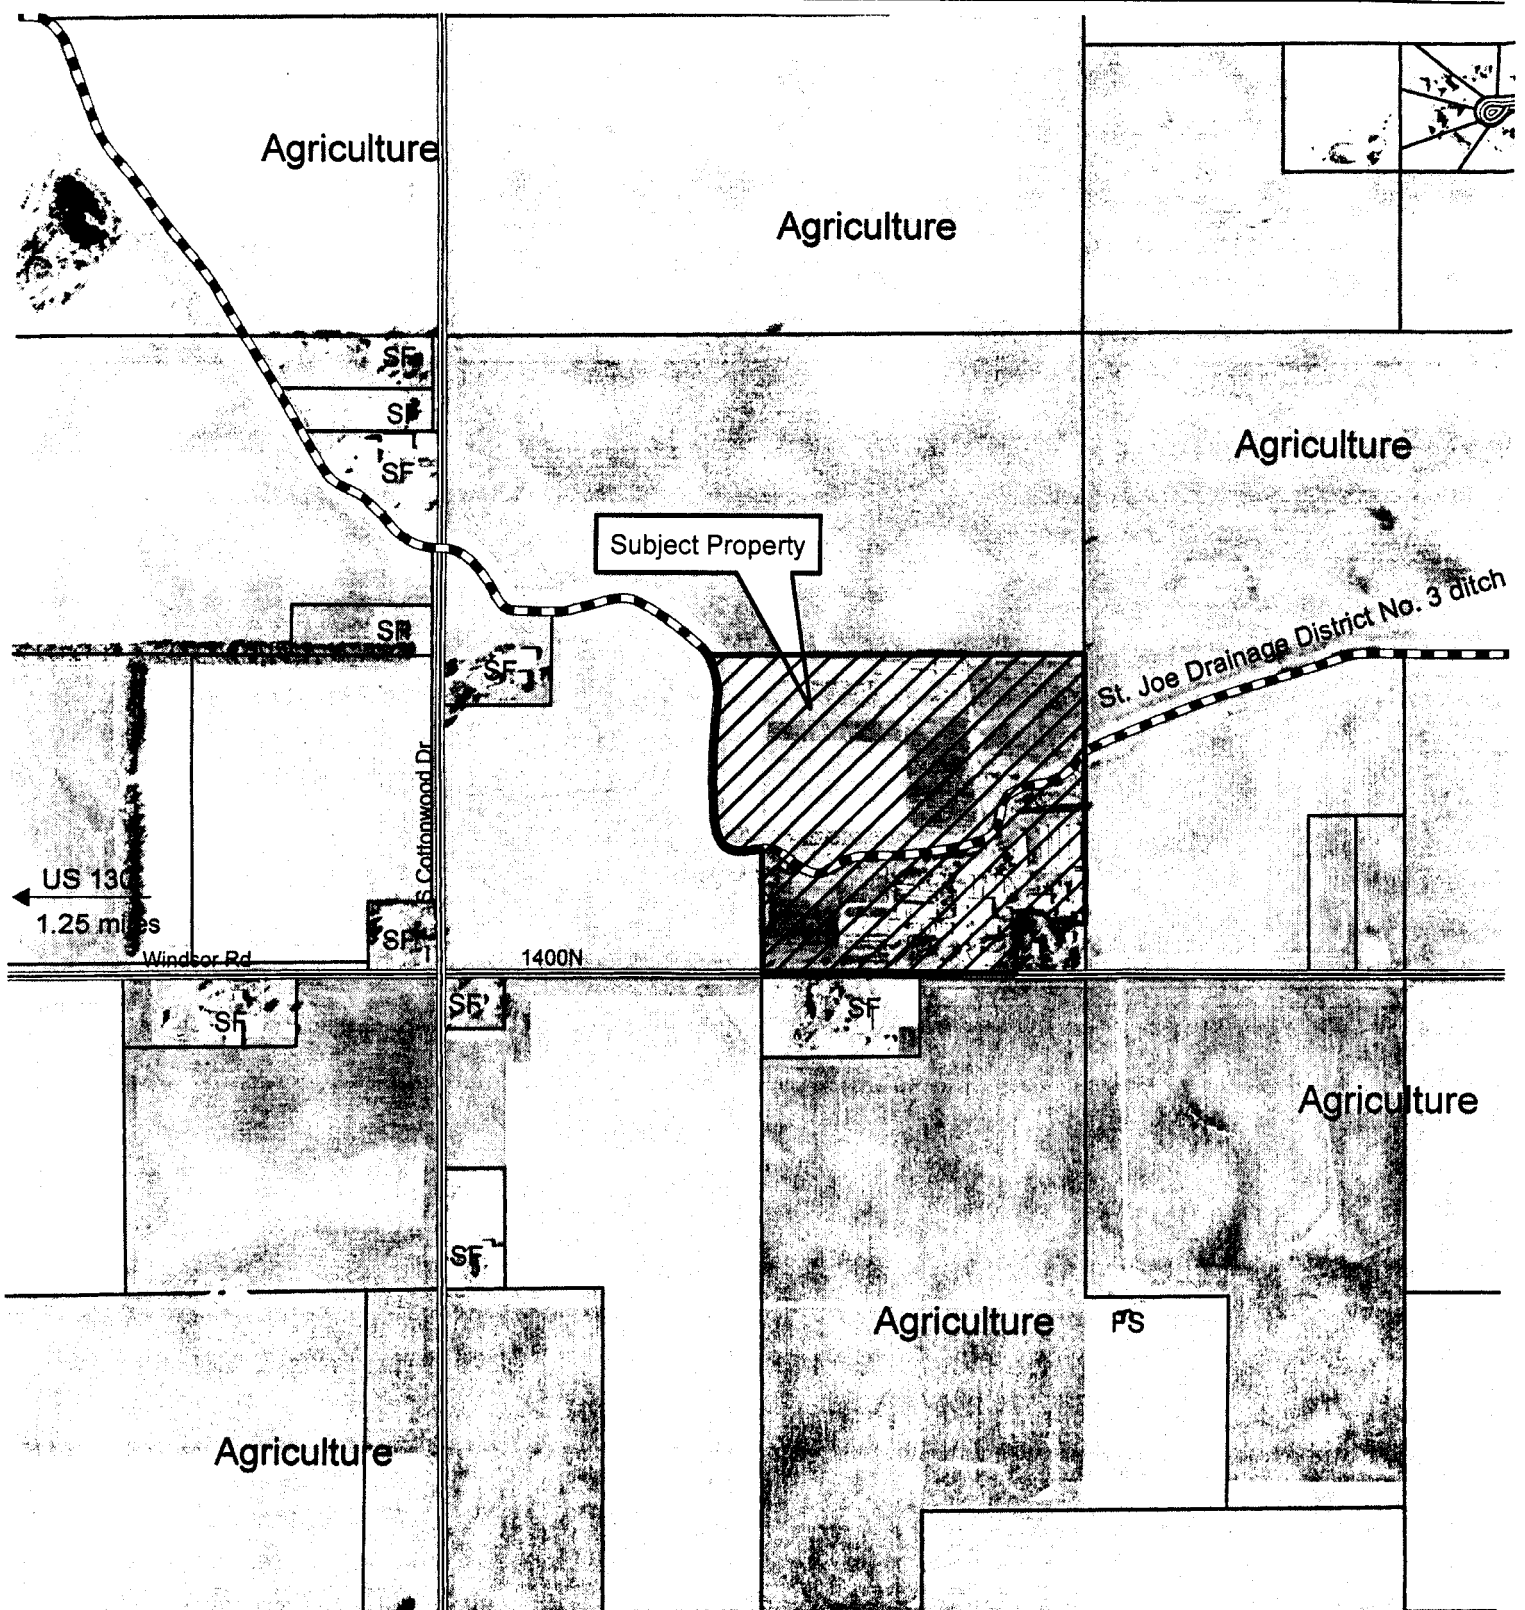 Agriculture
Agriculture
SF
SF
SF
Agriculture
Subject Property
SF
SF
St. Joe Drainage District No. 3 ditch
S Cottonwood Dr
US 130
1.25 miles
SF
Windsor Rd
1400N
SF
SF
SF
Agriculture
SF
Agriculture
PS
Agriculture